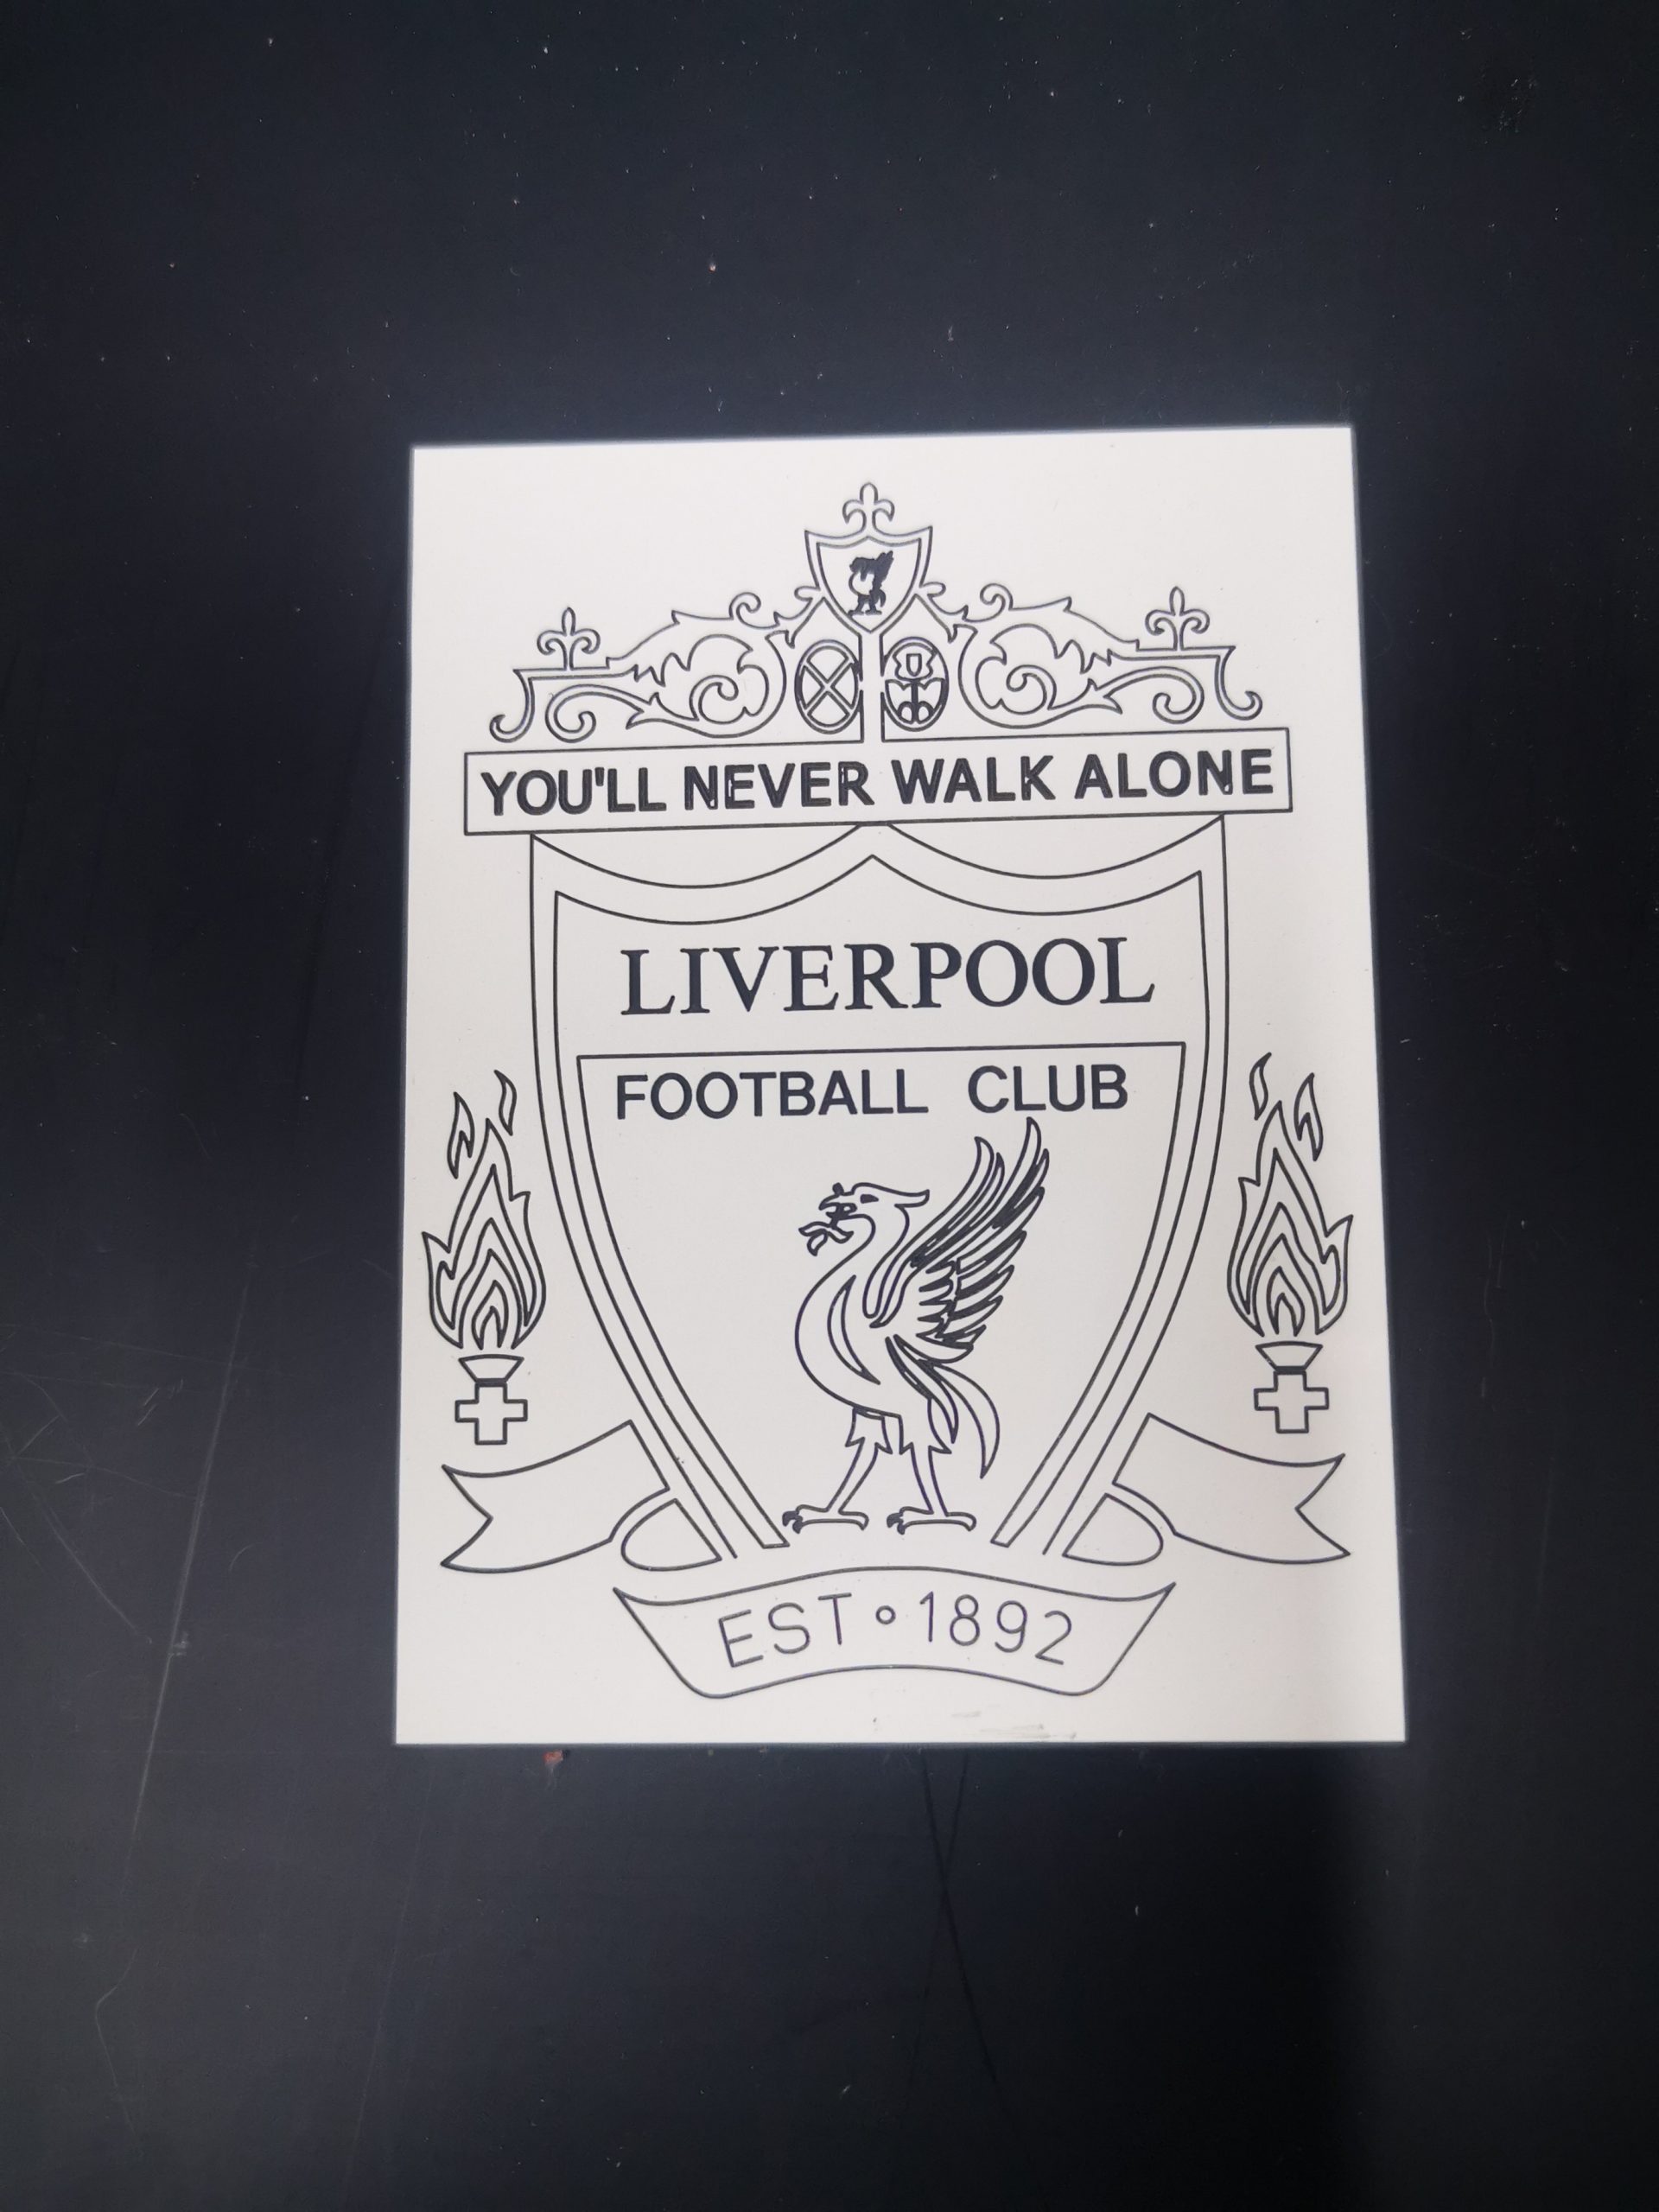 YOU'LL NEVER WALK ALONE
LIVERPOOL
FOOTBALL CLUB
EST•1892